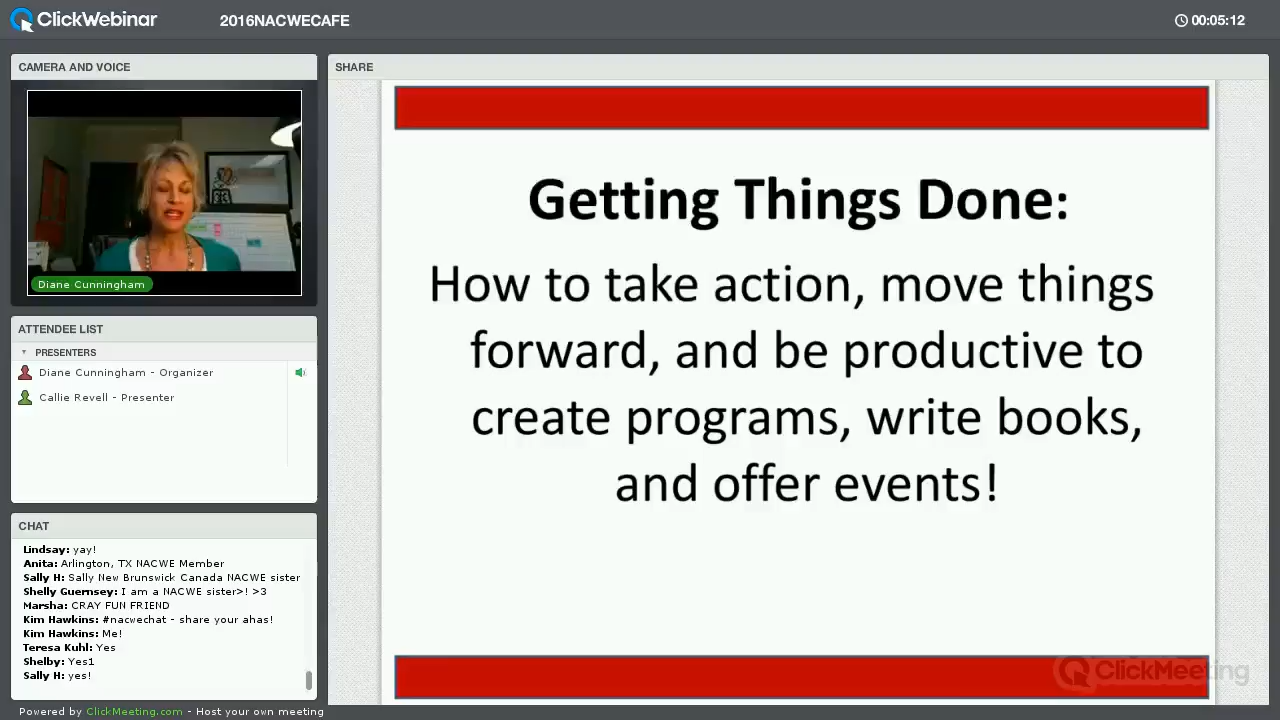 ClickWebinar
2016NACWECAFE
00:05:12
CAMERA AND VOICE
Diane Cunningham
ATTENDEE LIST
PRESENTERS
Diane Cunningham - Organizer
Callie Revell - Presenter
CHAT
Lindsay: yay!
Anita: Arlington, TX NACWE Member
Sally H: Sally New Brunswick Canada NACWE sister
Shelly Guernsey: I am a NACWE sister>! >3
Marsha: CRAY FUN FRIEND
Kim Hawkins: #nacwechat - share your ahas!
Kim Hawkins: Me!
Teresa Kuhl: Yes
Shelby: Yes1
Sally H: yes!
Powered by ClickMeeting.com - Host your own meeting
SHARE
Getting Things Done:
How to take action, move things
forward, and be productive to
create programs, write books,
and offer events!
ClickMeeting